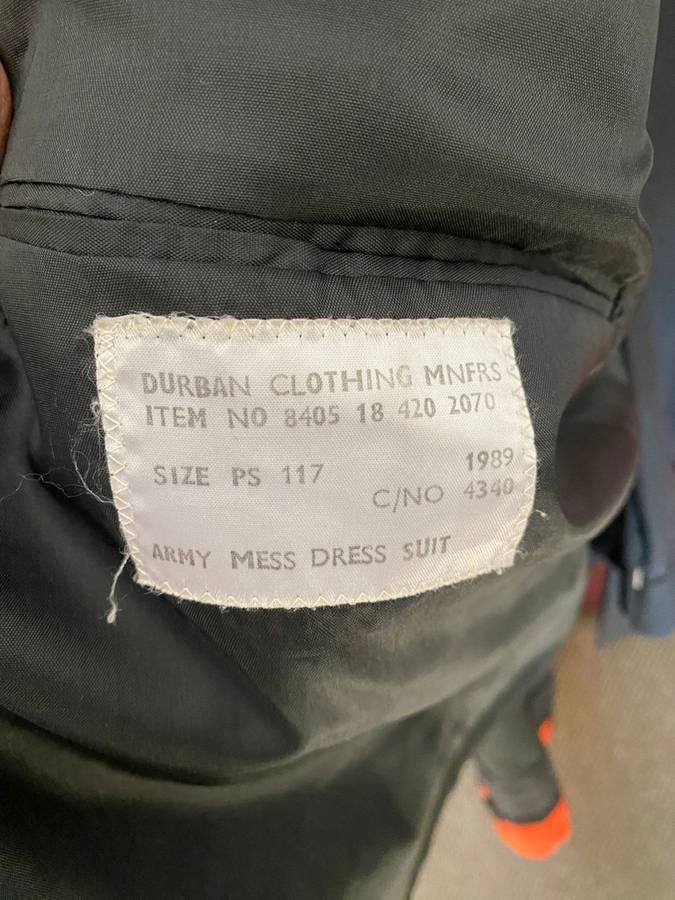 DURBAN CLOTHING MNFRS
ITEM NO 8405 18 420 2070
1989
SIZE PS 117
C/NO 4340
ARMY MESS DRESS SUIT